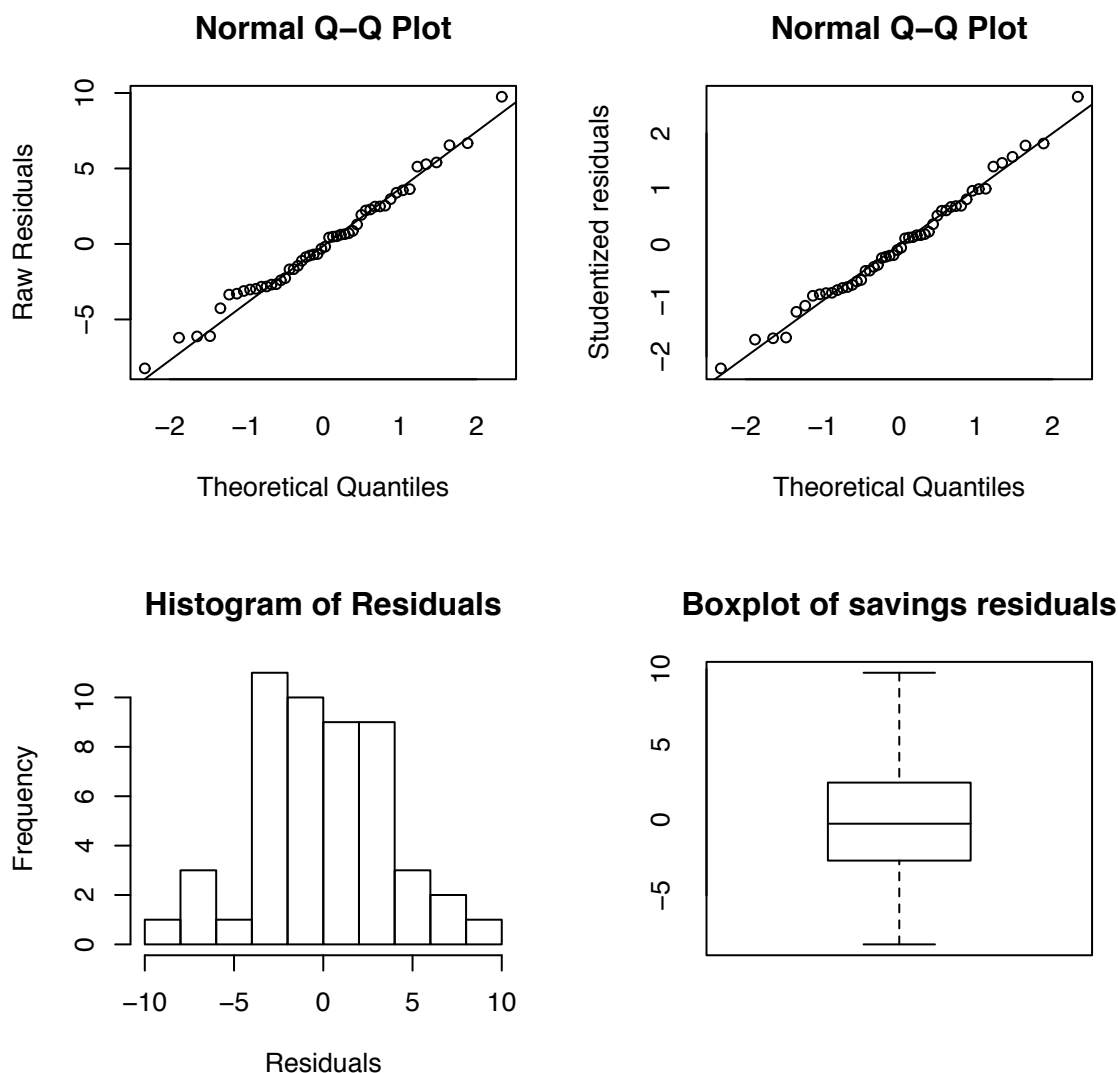 Normal Q−Q Plot
Raw Residuals
10
5
0
−5
−2 −1 0 1 2
Theoretical Quantiles
Normal Q−Q Plot
Studentized residuals
2
1
0
−1
−2
−2 −1 0 1 2
Theoretical Quantiles
Histogram of Residuals
Frequency
10
8
6
4
2
0
−10 −5 0 5 10
Residuals
Boxplot of savings residuals
10
5
0
−5